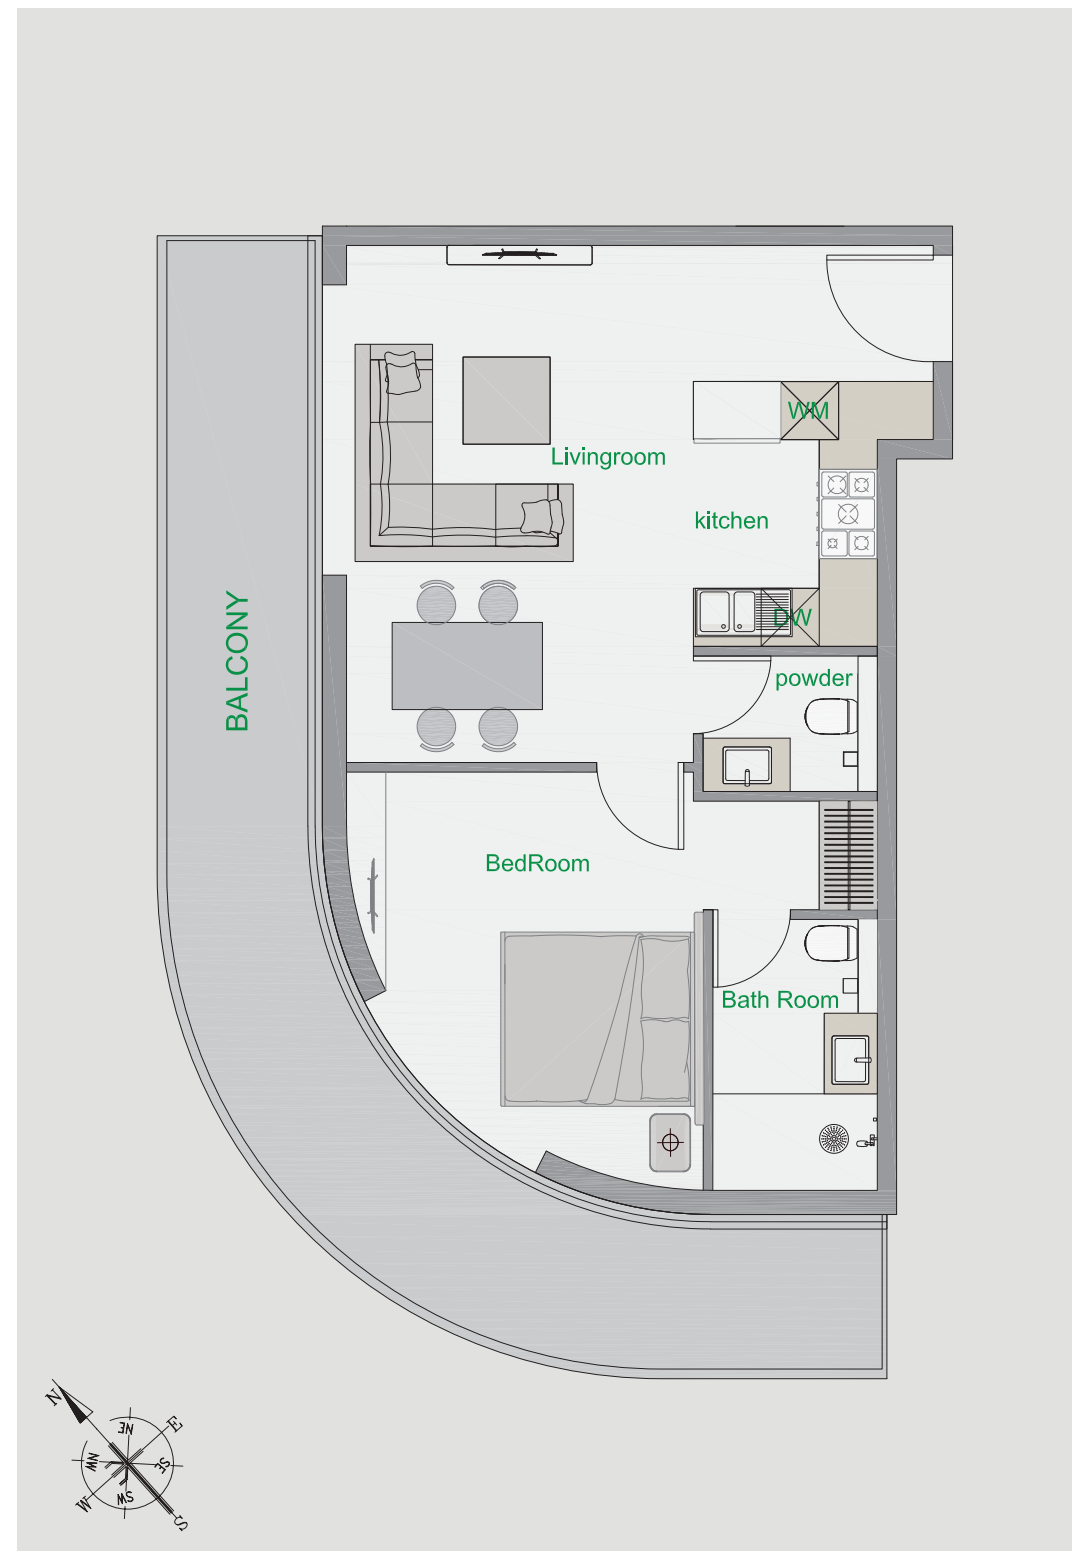 WM
Livingroom
kitchen
BALCONY
DW
powder
BedRoom
Bath Room
N
NE
E
NW
SE
W
SW
S